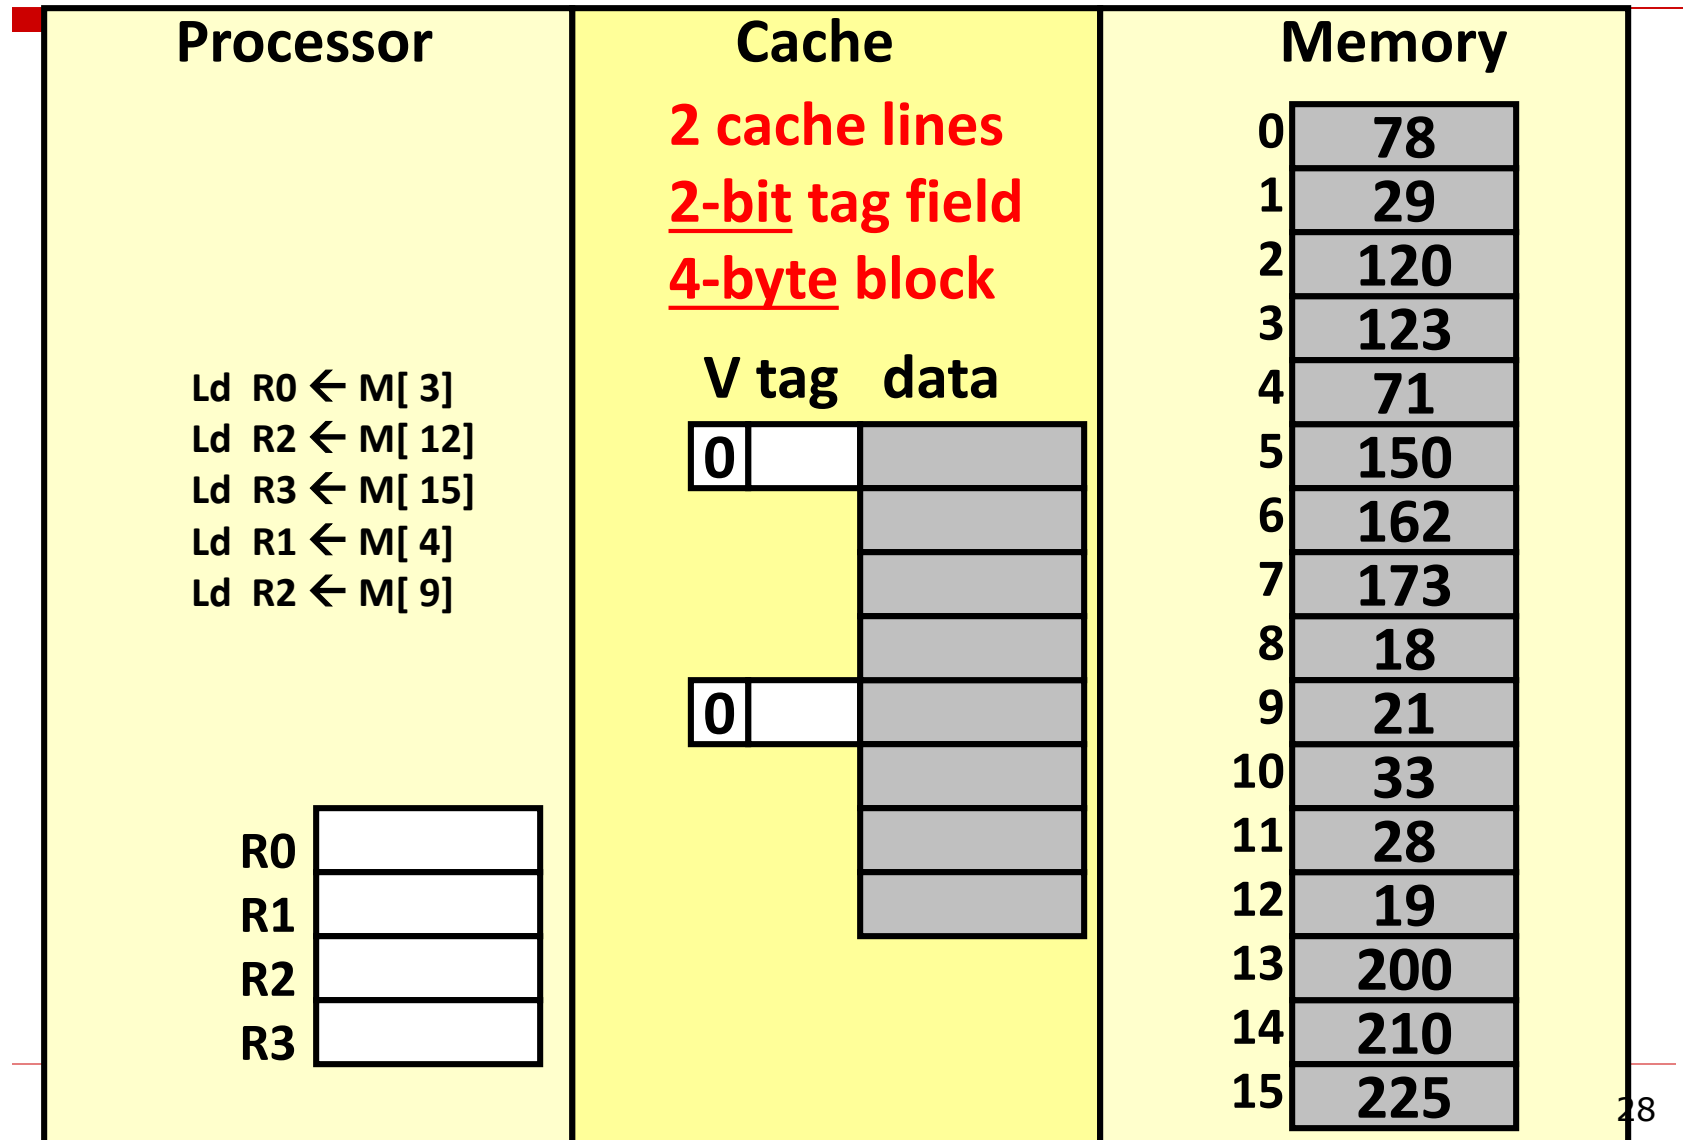 Processor
Ld R0 ← M[ 3]
Ld R2 ← M[ 12]
Ld R3 ← M[ 15]
Ld R1 ← M[ 4]
Ld R2 ← M[ 9]
R0
R1
R2
R3
Cache
2 cache lines
2-bit tag field
4-byte block
V tag data
0
0
Memory
0 78
1 29
2 120
3 123
4 71
5 150
6 162
7 173
8 18
9 21
10 33
11 28
12 19
13 200
14 210
15 225
28